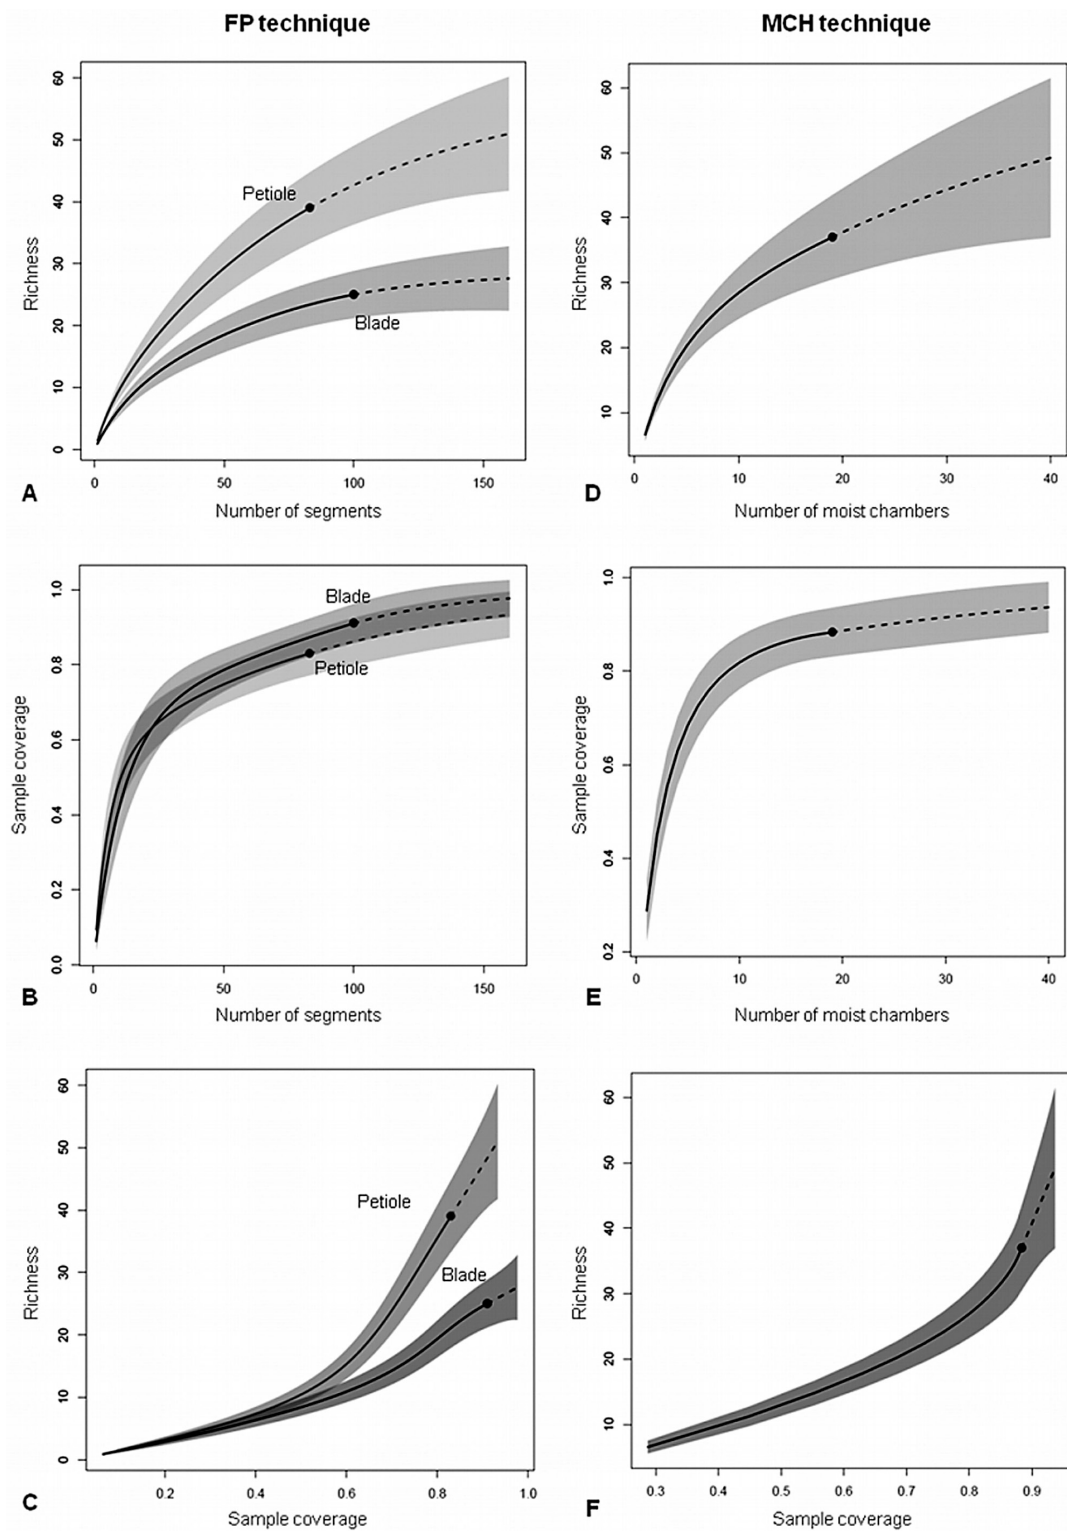 FP technique
MCH technique
60
50
40
30
20
10
0
Richness
Petiole
Blade
0
50
100
150
Number of segments
A
60
50
40
30
20
10
Richness
0
10
20
30
40
Number of moist chambers
D
1.0
0.8
0.6
0.4
0.2
0.0
Sample coverage
Blade
Petiole
0
50
100
150
Number of segments
B
1.0
0.8
0.6
0.4
0.2
Sample coverage
0
10
20
30
40
Number of moist chambers
E
60
50
40
30
20
10
0
Richness
Petiole
Blade
0.2
0.4
0.6
0.8
1.0
Sample coverage
C
60
50
40
30
20
10
Richness
0.3
0.4
0.5
0.6
0.7
0.8
0.9
Sample coverage
F